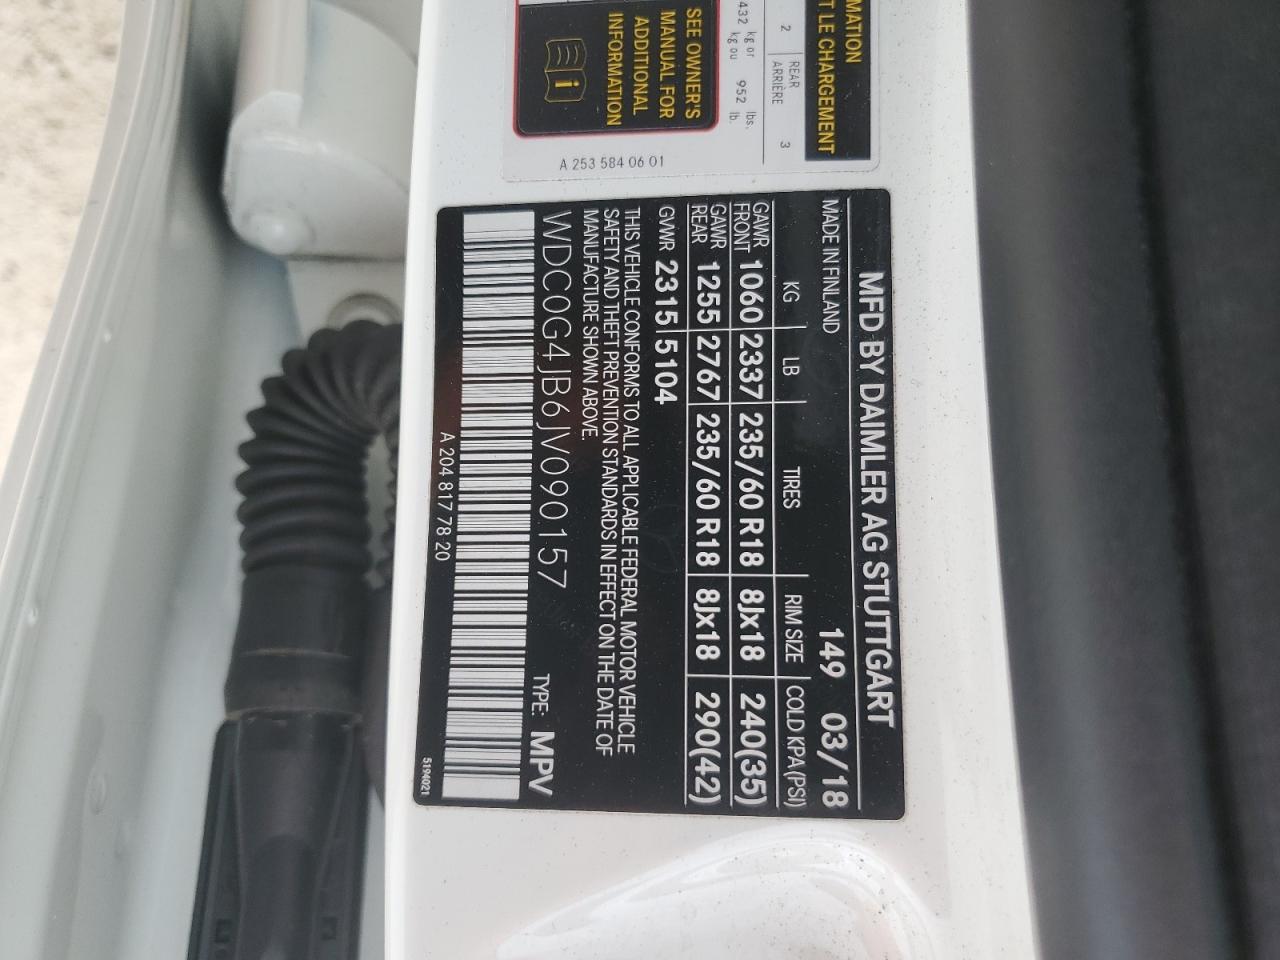 MATION
T LE CHARGEMENT
2 REAR ARRIÈRE 3
432 kg or 952 lbs.
kg ou lb.
SEE OWNER'S
MANUAL FOR
ADDITIONAL
INFORMATION
A 253 584 06 01
MFD BY DAIMLER AG STUTTGART
MADE IN FINLAND 149 03/18
KG LB TIRES RIM SIZE COLD KPA(PSI)
GAWR FRONT 1060 2337 235/60 R18 8Jx18 240(35)
GAWR REAR 1255 2767 235/60 R18 8Jx18 290(42)
GVWR 2315 5104
THIS VEHICLE CONFORMS TO ALL APPLICABLE FEDERAL MOTOR VEHICLE
SAFETY AND THEFT PREVENTION STANDARDS IN EFFECT ON THE DATE OF
MANUFACTURE SHOWN ABOVE.
WDC0G4JB6JV090157 TYPE: MPV
A 204 817 78 20 5194021